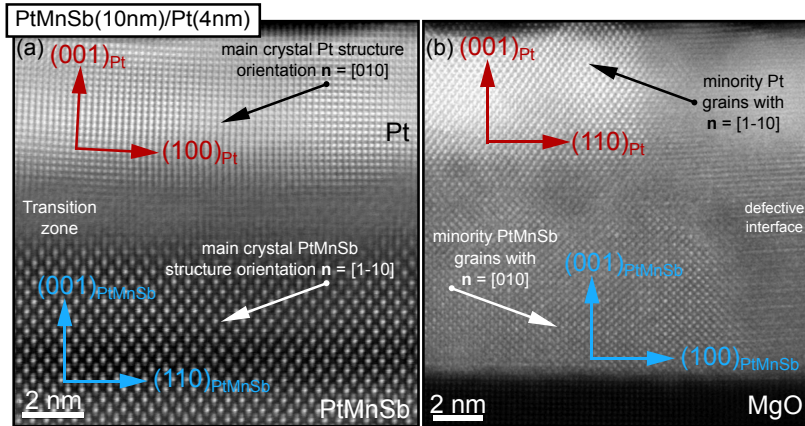 PtMnSb(10nm)/Pt(4nm)
(a)
(001)Pt
main crystal Pt structure
orientation n = [010]
Pt
(100)Pt
Transition
zone
main crystal PtMnSb
structure orientation n = [1-10]
(001)PtMnSb
(110)PtMnSb
2 nm
PtMnSb
(b)
(001)Pt
minority Pt
grains with
n = [1-10]
(110)Pt
defective
interface
minority PtMnSb
grains with
n = [010]
(001)PtMnSb
(100)PtMnSb
2 nm
MgO